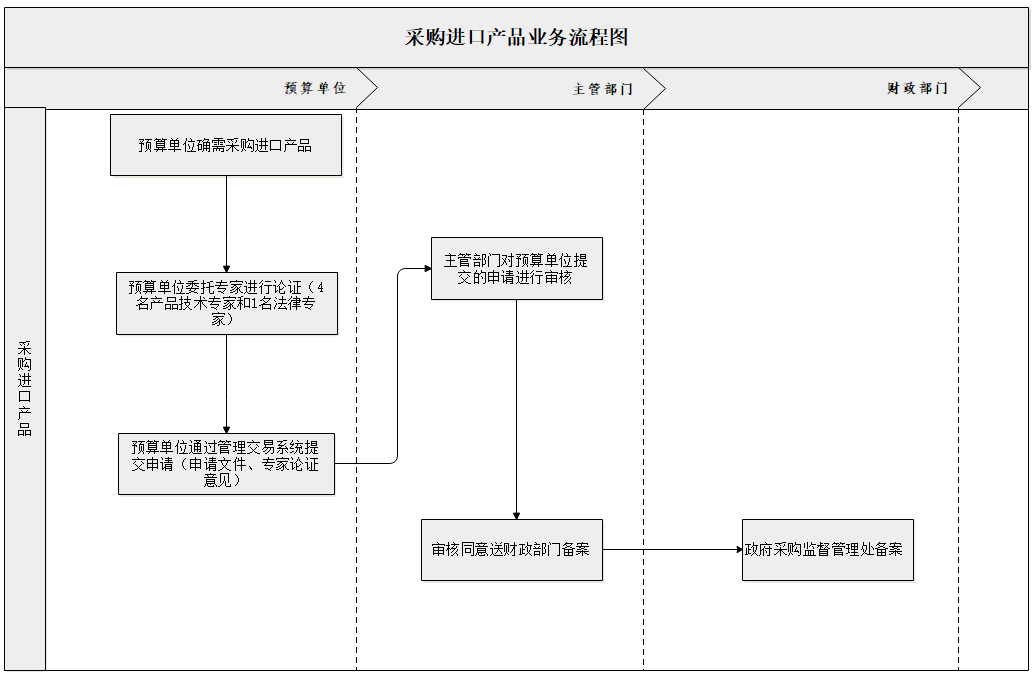 采购进口产品业务流程图
预算单位
主管部门
财政部门
采购进口产品
预算单位确需采购进口产品
预算单位委托专家进行论证（4
名产品技术专家和1名法律专
家）
预算单位通过管理交易系统提
交申请（申请文件、专家论证
意见）
主管部门对预算单位提
交的申请进行审核
审核同意送财政部门备案
政府采购监督管理处备案